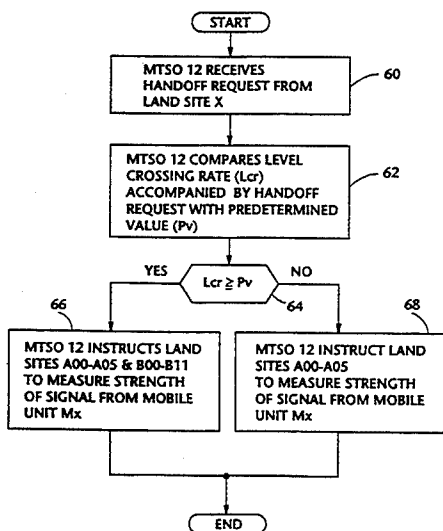 START
MTSO 12 RECEIVES
HANDOFF REQUEST FROM
LAND SITE X
60
MTSO 12 COMPARES LEVEL
CROSSING RATE (Lcr)
ACCOMPANIED BY HANDOFF
REQUEST WITH PREDETERMINED
VALUE (Pv)
62
YES
Lcr ≧ Pv
NO
64
66
MTSO 12 INSTRUCTS LAND
SITES A00-A05 & B00-B11
TO MEASURE STRENGTH
OF SIGNAL FROM MOBILE
UNIT Mx
68
MTSO 12 INSTRUCT LAND
SITES A00-A05
TO MEASURE STRENGTH
OF SIGNAL FROM MOBILE
UNIT Mx
END